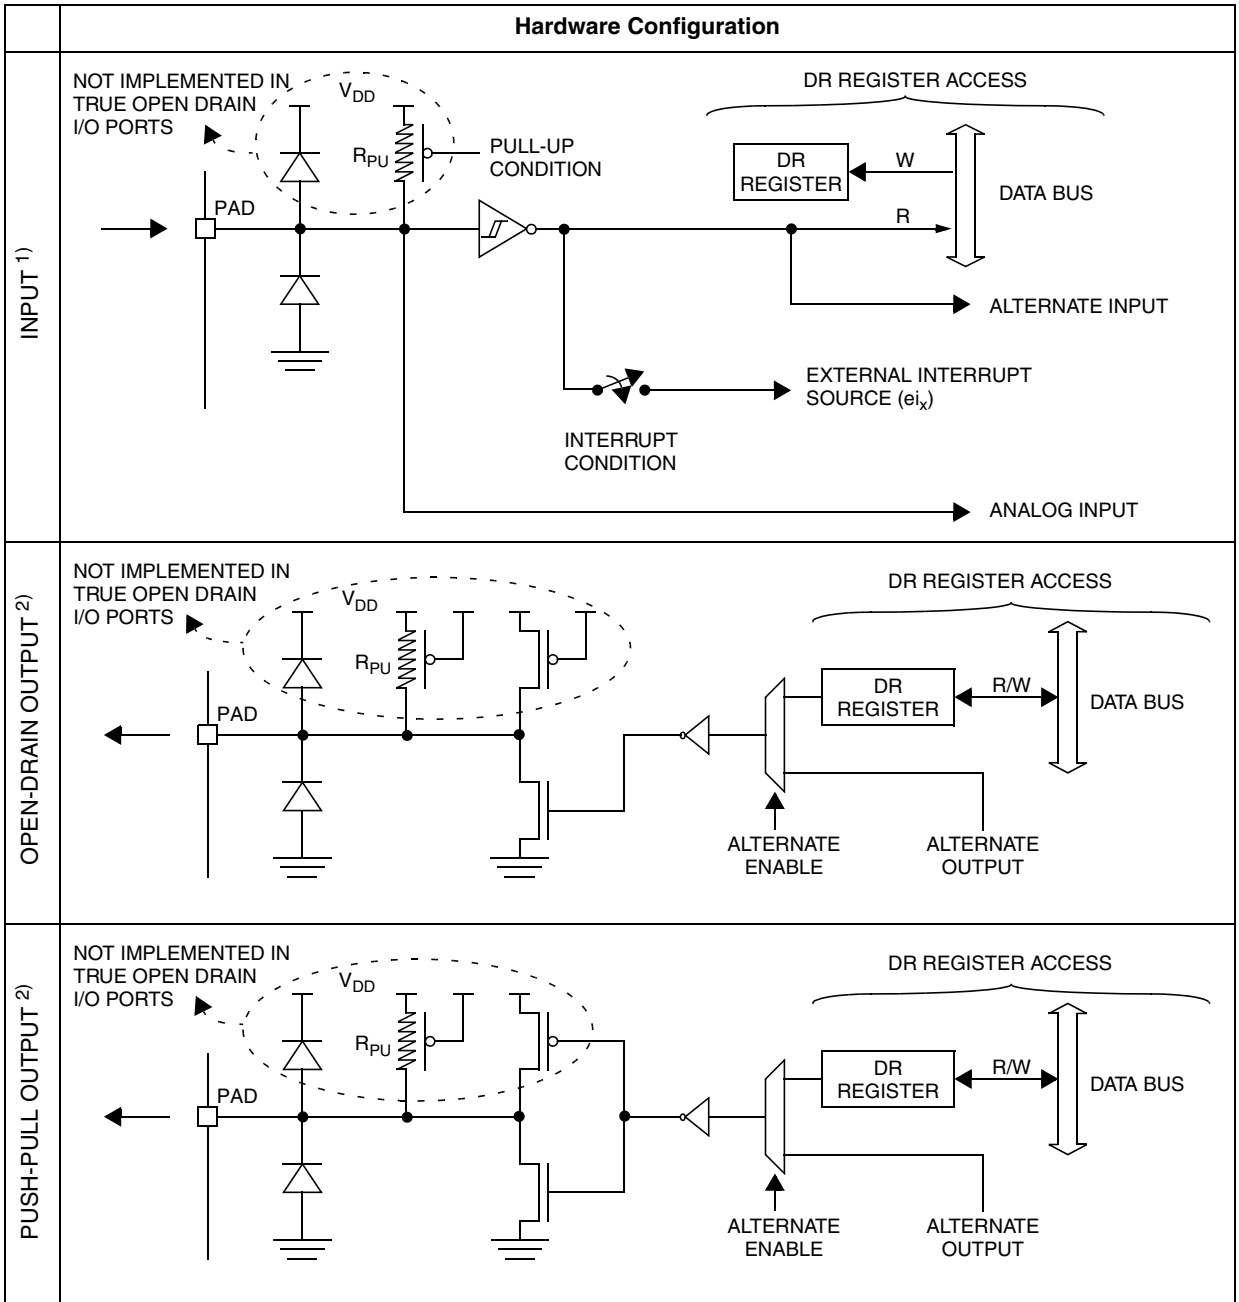 Hardware Configuration
INPUT 1)
NOT IMPLEMENTED IN
TRUE OPEN DRAIN
I/O PORTS
VDD
RPU
PULL-UP
CONDITION
PAD
DR REGISTER ACCESS
DR
REGISTER
W
R
DATA BUS
ALTERNATE INPUT
EXTERNAL INTERRUPT
SOURCE (eix)
INTERRUPT
CONDITION
ANALOG INPUT
OPEN-DRAIN OUTPUT 2)
NOT IMPLEMENTED IN
TRUE OPEN DRAIN
I/O PORTS
VDD
RPU
PAD
DR REGISTER ACCESS
DR
REGISTER
R/W
DATA BUS
ALTERNATE
ENABLE
ALTERNATE
OUTPUT
PUSH-PULL OUTPUT 2)
NOT IMPLEMENTED IN
TRUE OPEN DRAIN
I/O PORTS
VDD
RPU
PAD
DR REGISTER ACCESS
DR
REGISTER
R/W
DATA BUS
ALTERNATE
ENABLE
ALTERNATE
OUTPUT